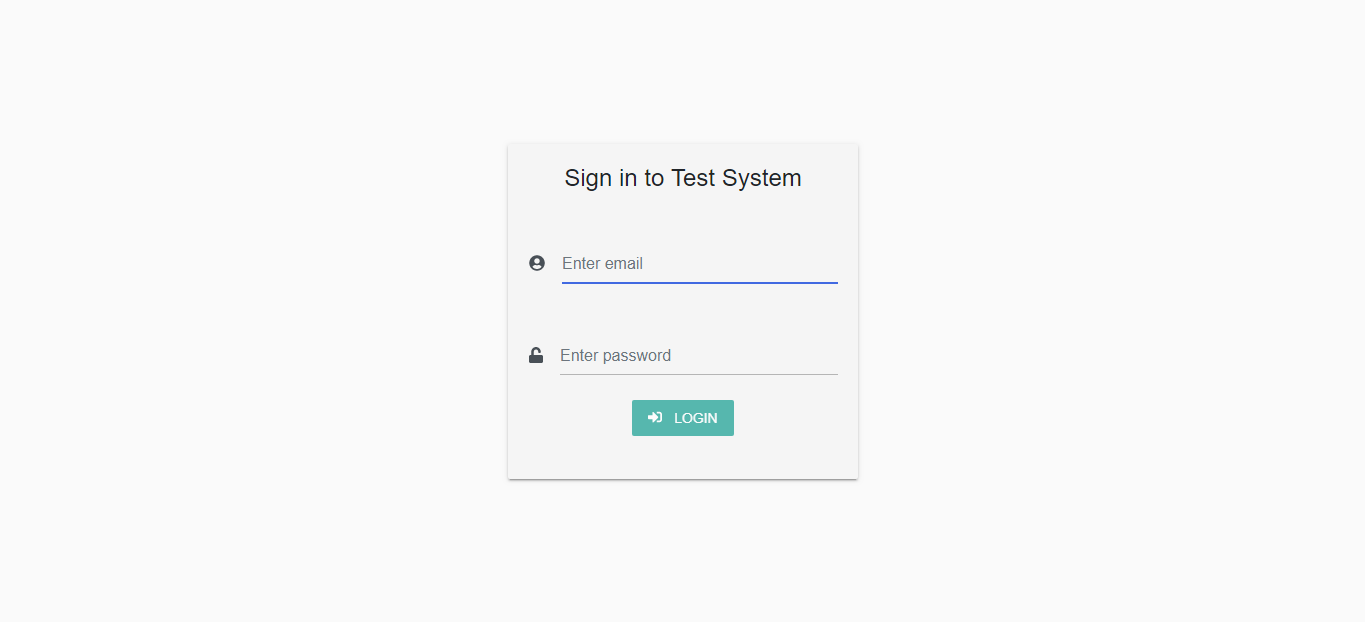 Sign in to Test System
Enter email
Enter password
LOGIN